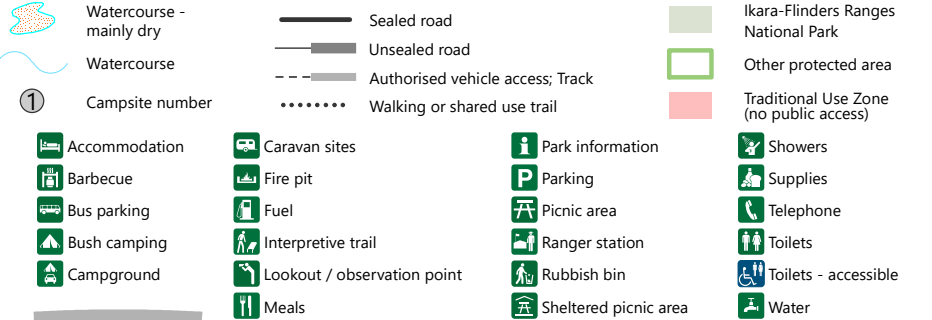 Watercourse -
mainly dry
Watercourse
1
Campsite number
Sealed road
Unsealed road
Authorised vehicle access; Track
Walking or shared use trail
Ikara-Flinders Ranges
National Park
Other protected area
Traditional Use Zone
(no public access)
Accommodation
Barbecue
Bus parking
Bush camping
Campground
Caravan sites
Fire pit
Fuel
Interpretive trail
Lookout / observation point
Meals
i Park information
P Parking
Picnic area
Ranger station
Rubbish bin
Sheltered picnic area
Showers
Supplies
Telephone
Toilets
Toilets - accessible
Water